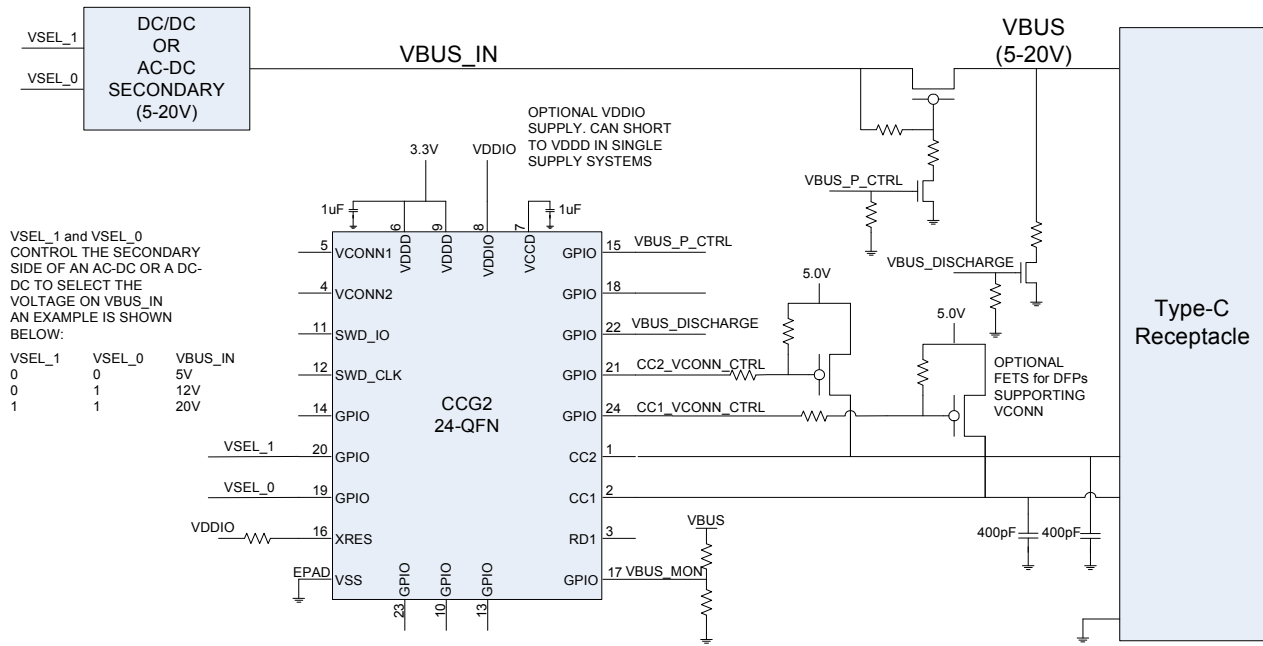 VSEL_1
VSEL_0
DC/DC
OR
AC-DC
SECONDARY
(5-20V)
VBUS_IN
VBUS
(5-20V)
Type-C
Receptacle
OPTIONAL VDDIO
SUPPLY. CAN SHORT
TO VDDD IN SINGLE
SUPPLY SYSTEMS
3.3V
VDDIO
1uF
1uF
VBUS_P_CTRL
VBUS_DISCHARGE
VSEL_1 and VSEL_0
CONTROL THE SECONDARY
SIDE OF AN AC-DC OR A DC-
DC TO SELECT THE
VOLTAGE ON VBUS_IN
AN EXAMPLE IS SHOWN
BELOW:
VSEL_1 VSEL_0 VBUS_IN
0 0 5V
0 1 12V
1 1 20V
6 VDDD
9 VDDD
8 VDDIO
7 VCCD
CCG2
24-QFN
5 VCONN1
4 VCONN2
11 SWD_IO
12 SWD_CLK
14 GPIO
VSEL_1 20 GPIO
VSEL_0 19 GPIO
VDDIO 16 XRES
EPAD VSS
23 GPIO
10 GPIO
13 GPIO
GPIO 15 VBUS_P_CTRL
GPIO 18
GPIO 22 VBUS_DISCHARGE
GPIO 21 CC2_VCONN_CTRL
GPIO 24 CC1_VCONN_CTRL
CC2 1
CC1 2
RD1 3
GPIO 17 VBUS_MON
VBUS
5.0V
5.0V
OPTIONAL
FETS for DFPs
SUPPORTING
VCONN
400pF
400pF